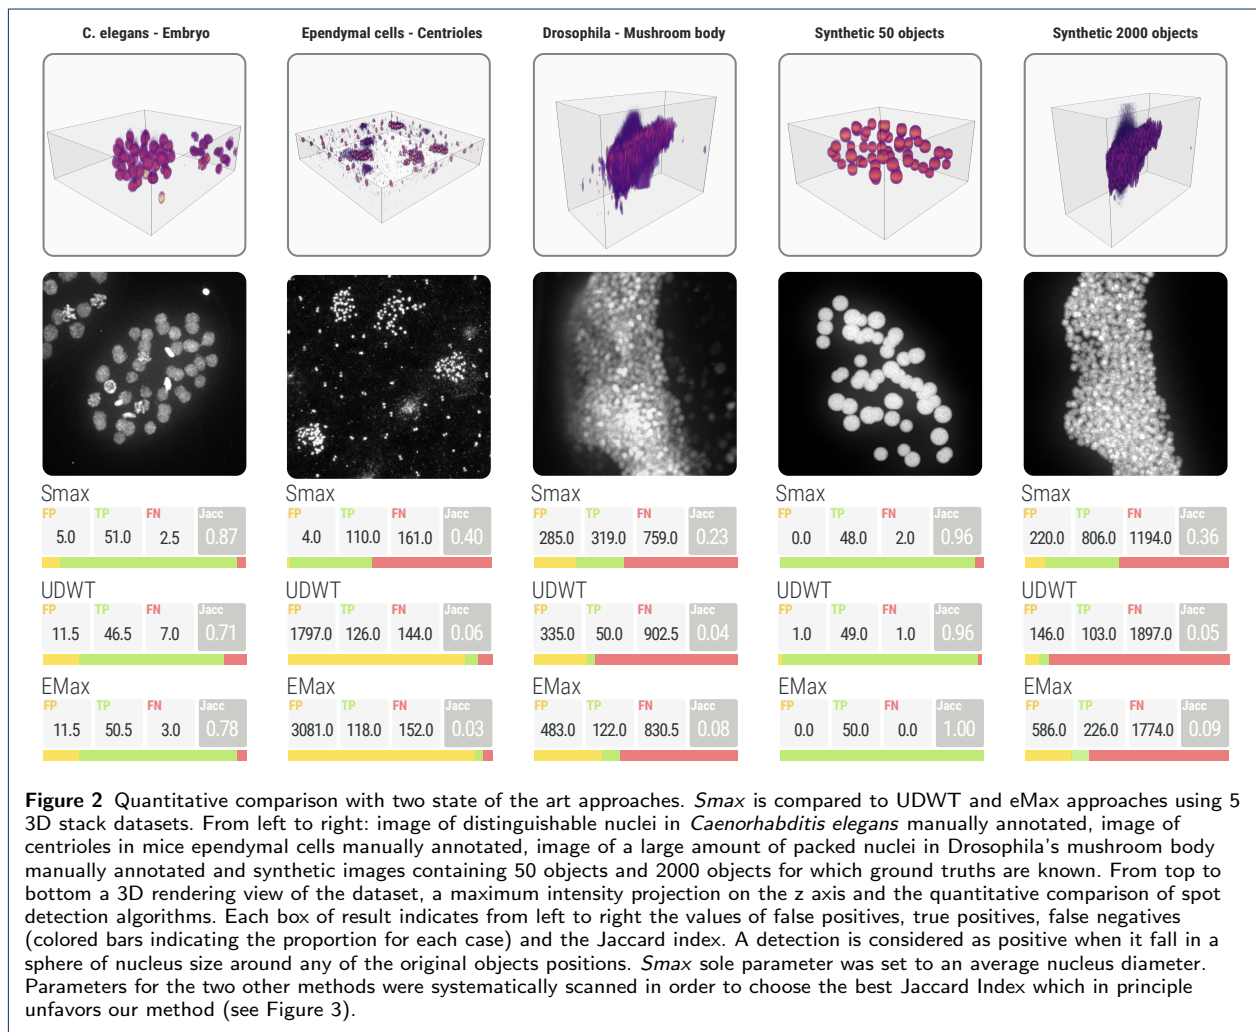 C. elegans - Embryo
Ependymal cells - Centrioles
Drosophila - Mushroom body
Synthetic 50 objects
Synthetic 2000 objects
Smax Smax Smax Smax Smax
FP TP FN Jacc FP TP FN Jacc FP TP FN Jacc FP TP FN Jacc FP TP FN Jacc
5.0 51.0 2.5 0.87 4.0 110.0 161.0 0.40 285.0 319.0 759.0 0.23 0.0 48.0 2.0 0.96 220.0 806.0 1194.0 0.36
UDWT UDWT UDWT UDWT UDWT
FP TP FN Jacc FP TP FN Jacc FP TP FN Jacc FP TP FN Jacc FP TP FN Jacc
11.5 46.5 7.0 0.71 1797.0 126.0 144.0 0.06 335.0 50.0 902.5 0.04 1.0 49.0 1.0 0.96 146.0 103.0 1897.0 0.05
EMax EMax EMax EMax EMax
FP TP FN Jacc FP TP FN Jacc FP TP FN Jacc FP TP FN Jacc FP TP FN Jacc
11.5 50.5 3.0 0.78 3081.0 118.0 152.0 0.03 483.0 122.0 830.5 0.08 0.0 50.0 0.0 1.00 586.0 226.0 1774.0 0.09
Figure 2 Quantitative comparison with two state of the art approaches. Smax is compared to UDWT and eMax approaches using 5
3D stack datasets. From left to right: image of distinguishable nuclei in Caenorhabditis elegans manually annotated, image of
centrioles in mice ependymal cells manually annotated, image of a large amount of packed nuclei in Drosophila's mushroom body
manually annotated and synthetic images containing 50 objects and 2000 objects for which ground truths are known. From top to
bottom a 3D rendering view of the dataset, a maximum intensity projection on the z axis and the quantitative comparison of spot
detection algorithms. Each box of result indicates from left to right the values of false positives, true positives, false negatives
(colored bars indicating the proportion for each case) and the Jaccard index. A detection is considered as positive when it fall in a
sphere of nucleus size around any of the original objects positions. Smax sole parameter was set to an average nucleus diameter.
Parameters for the two other methods were systematically scanned in order to choose the best Jaccard Index which in principle
unfavors our method (see Figure 3).